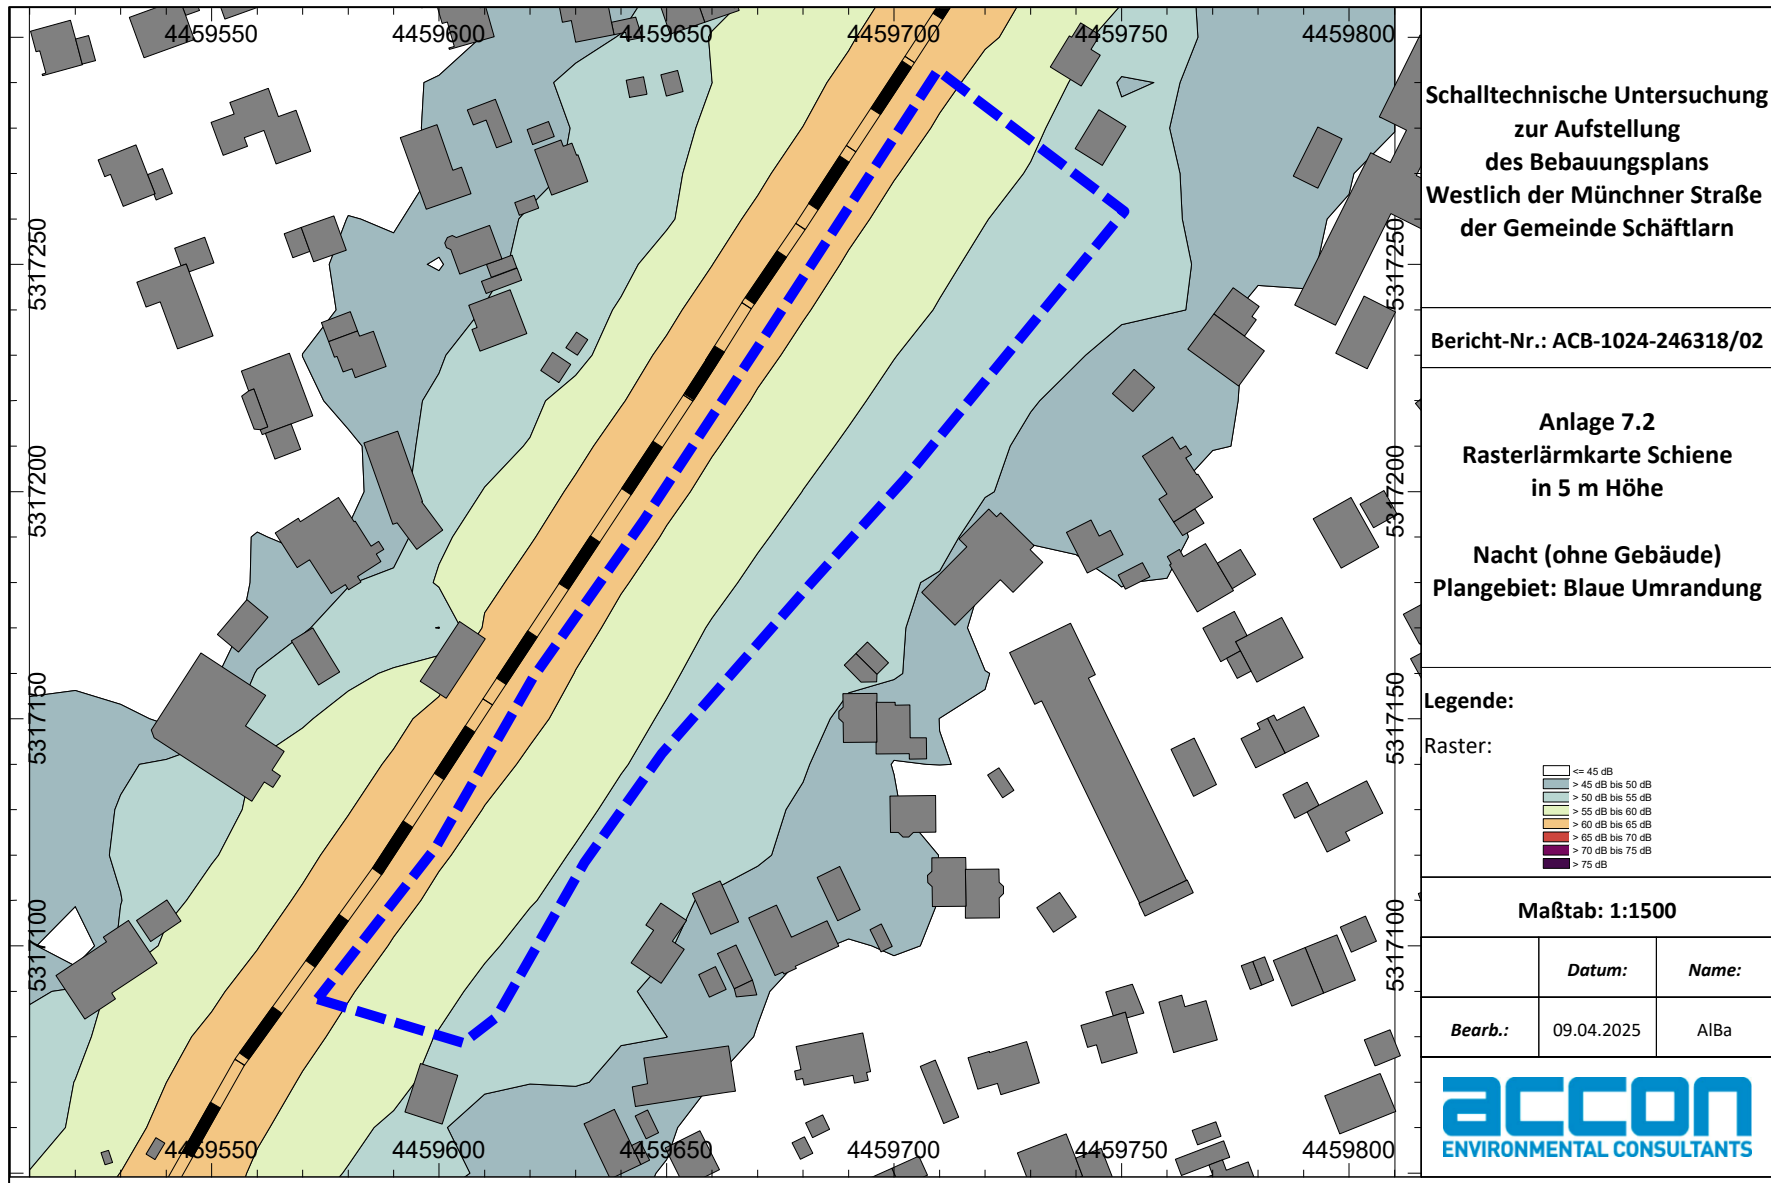 4459550 4459600 4459650 4459700 4459750 4459800
5317250
5317200
5317150
5317100
5317250
5317200
5317150
5317100
4459550 4459600 4459650 4459700 4459750 4459800
Schalltechnische Untersuchung
zur Aufstellung
des Bebauungsplans
Westlich der Münchner Straße
der Gemeinde Schäftlarn
Bericht-Nr.: ACB-1024-246318/02
Anlage 7.2
Rasterlärmkarte Schiene
in 5 m Höhe
Nacht (ohne Gebäude)
Plangebiet: Blaue Umrandung
Legende:
Raster:
<= 45 dB
> 45 dB bis 50 dB
> 50 dB bis 55 dB
> 55 dB bis 60 dB
> 60 dB bis 65 dB
> 65 dB bis 70 dB
> 70 dB bis 75 dB
> 75 dB
Maßtab: 1:1500
Datum: Name:
Bearb.: 09.04.2025 AlBa
accon
ENVIRONMENTAL CONSULTANTS